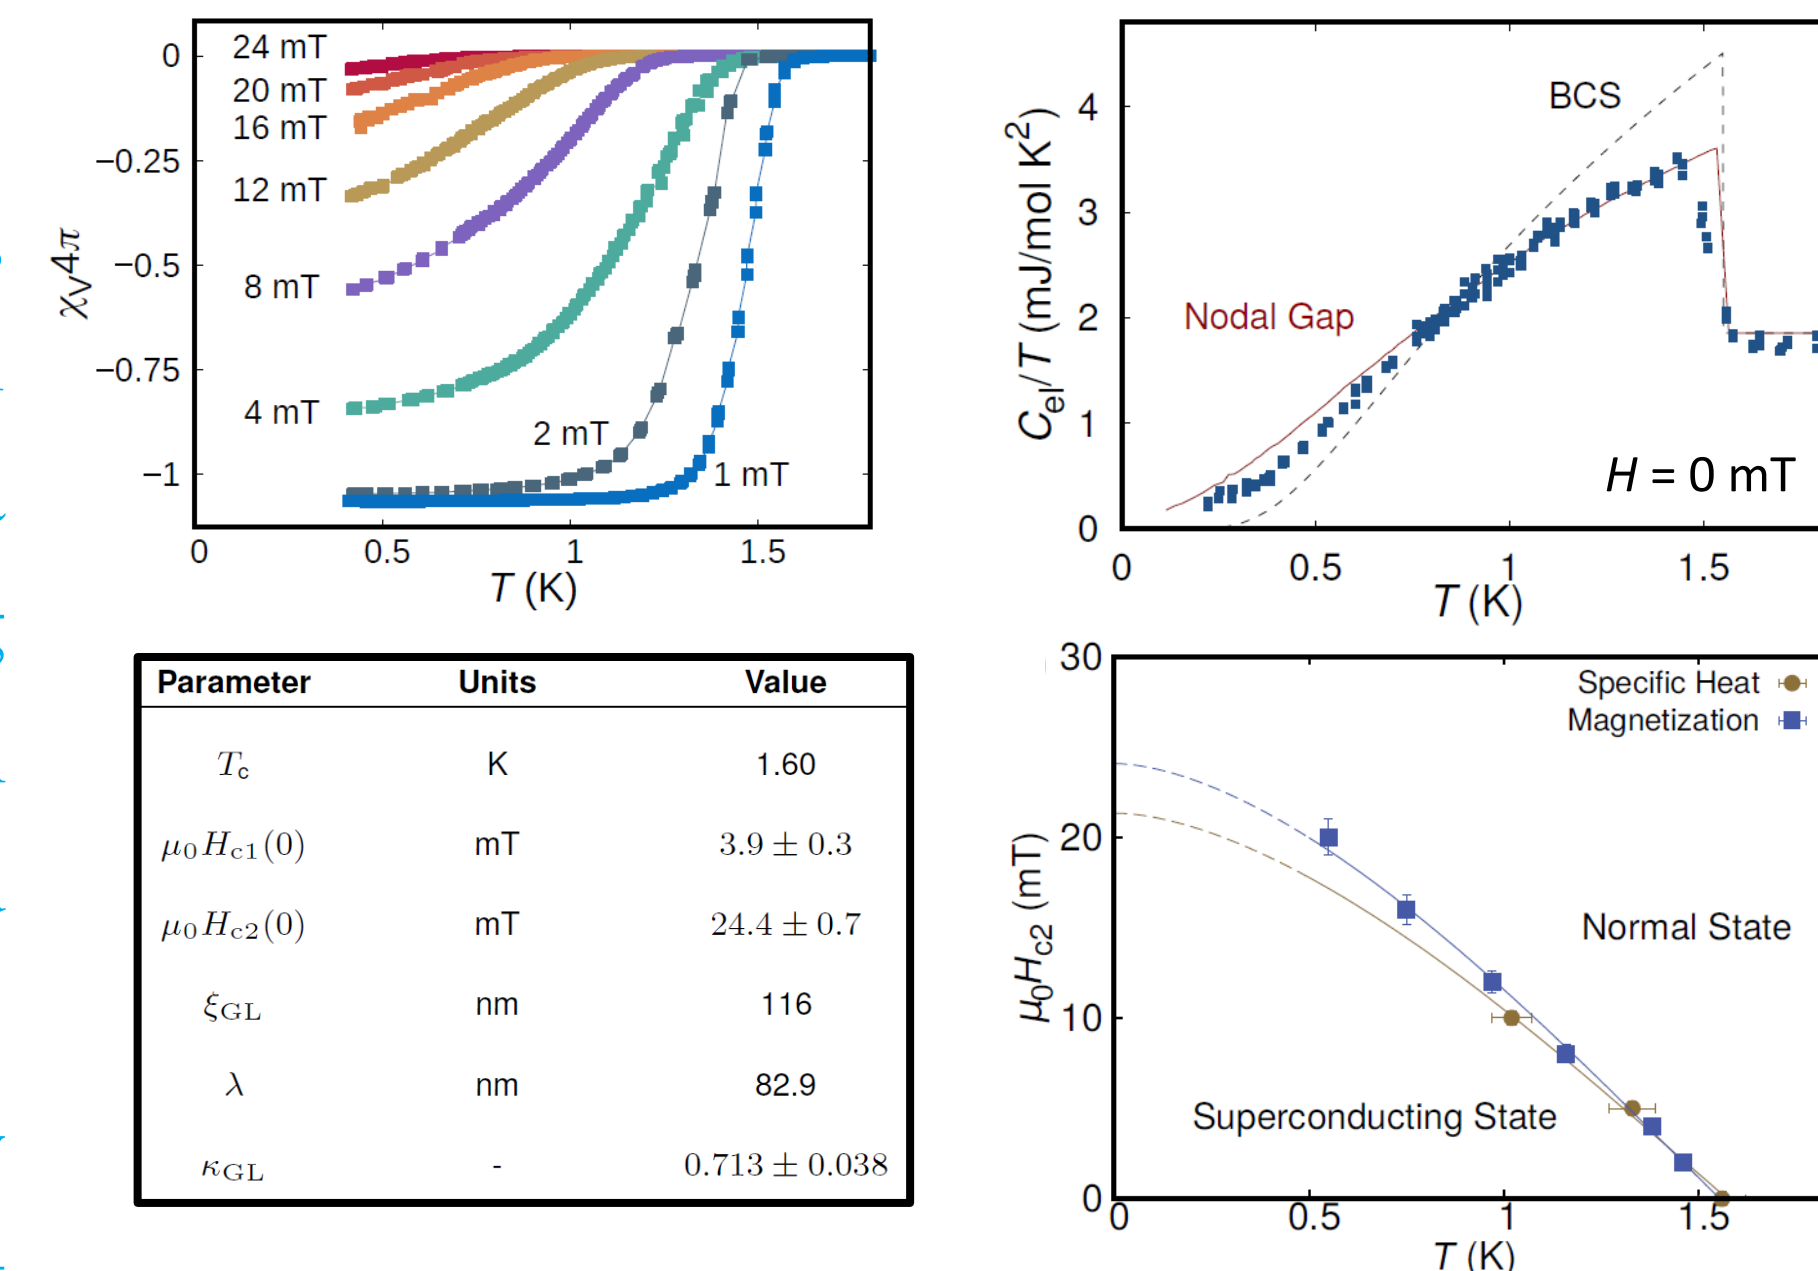 24 mT
20 mT
16 mT
12 mT
8 mT
4 mT
2 mT
1 mT
0
−0.25
−0.5
−0.75
−1
χV4π
0 0.5 1 1.5
T (K)
BCS
Nodal Gap
H = 0 mT
4
3
2
1
0
Cel/T (mJ/mol K2)
0 0.5 1 1.5
T (K)
Parameter Units Value
Tc K 1.60
μ0Hc1(0) mT 3.9 ± 0.3
μ0Hc2(0) mT 24.4 ± 0.7
ξGL nm 116
λ nm 82.9
κGL - 0.713 ± 0.038
Specific Heat
Magnetization
Normal State
Superconducting State
30
20
10
0
μ0Hc2 (mT)
0 0.5 1 1.5
T (K)